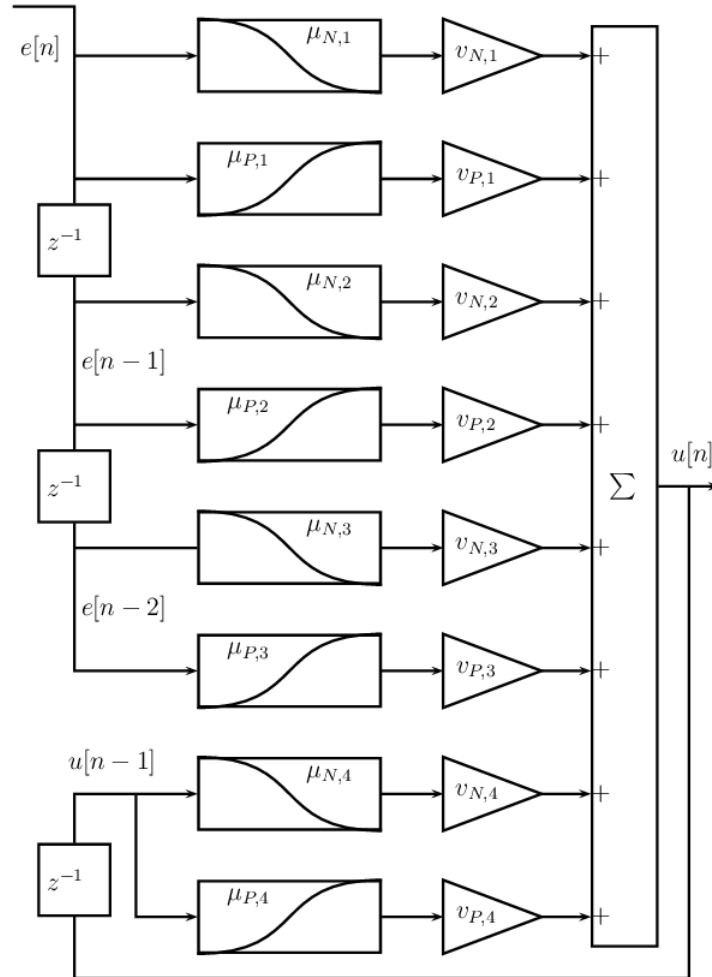 e[n]
μ_{N,1}
v_{N,1}
+
μ_{P,1}
v_{P,1}
+
z^{-1}
μ_{N,2}
v_{N,2}
+
e[n − 1]
μ_{P,2}
v_{P,2}
+
u[n]
z^{-1}
∑
μ_{N,3}
v_{N,3}
+
e[n − 2]
μ_{P,3}
v_{P,3}
+
u[n − 1]
μ_{N,4}
v_{N,4}
+
z^{-1}
μ_{P,4}
v_{P,4}
+